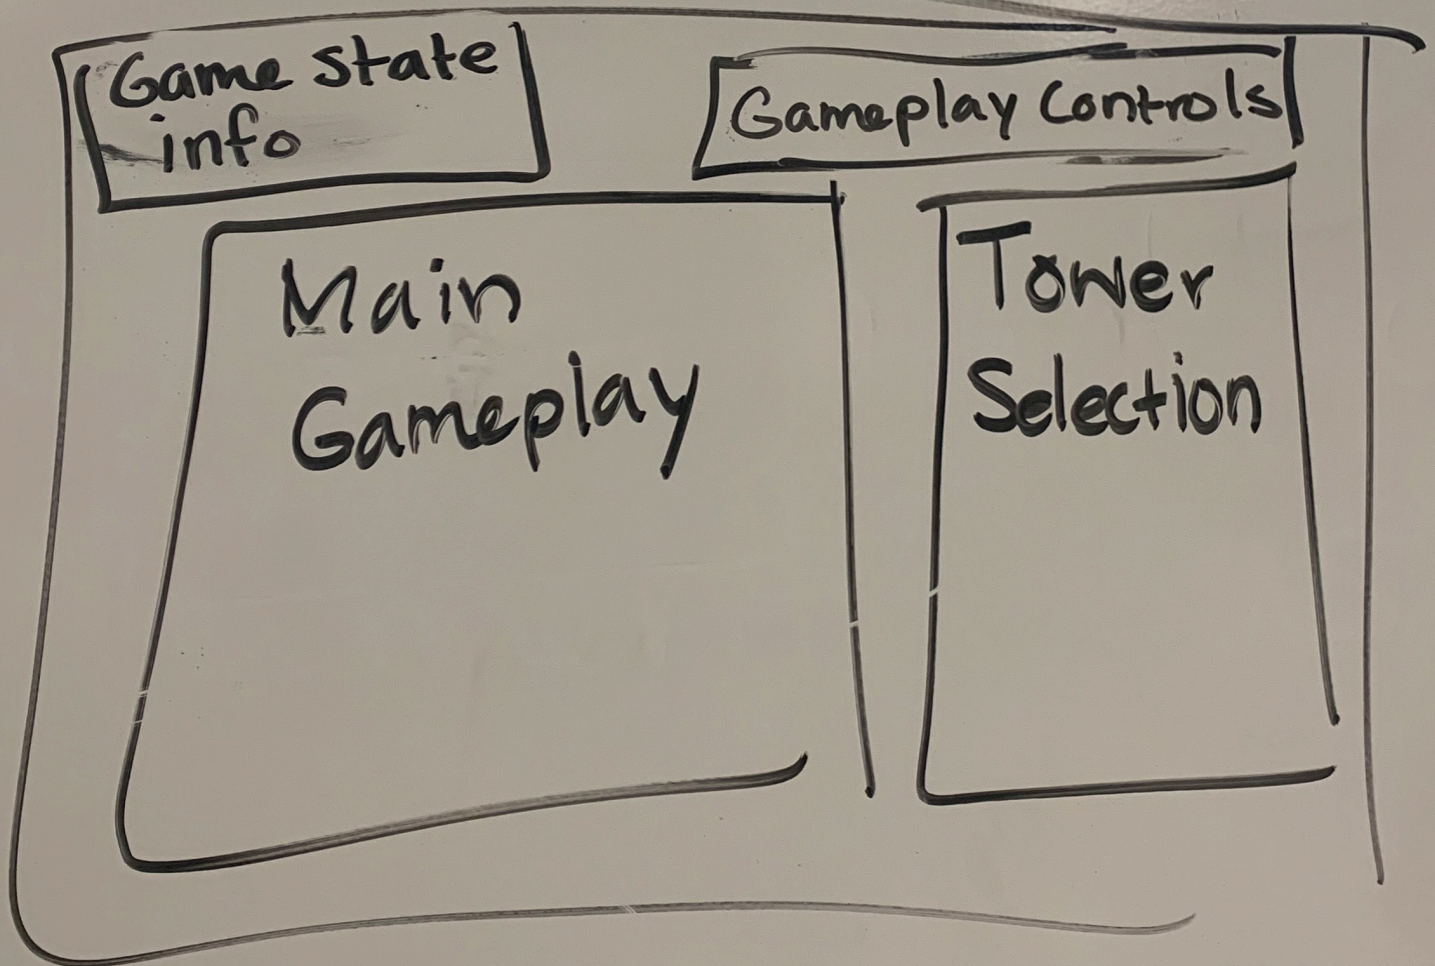 Game state
info
Gameplay Controls
Main
Gameplay
Tower
Selection